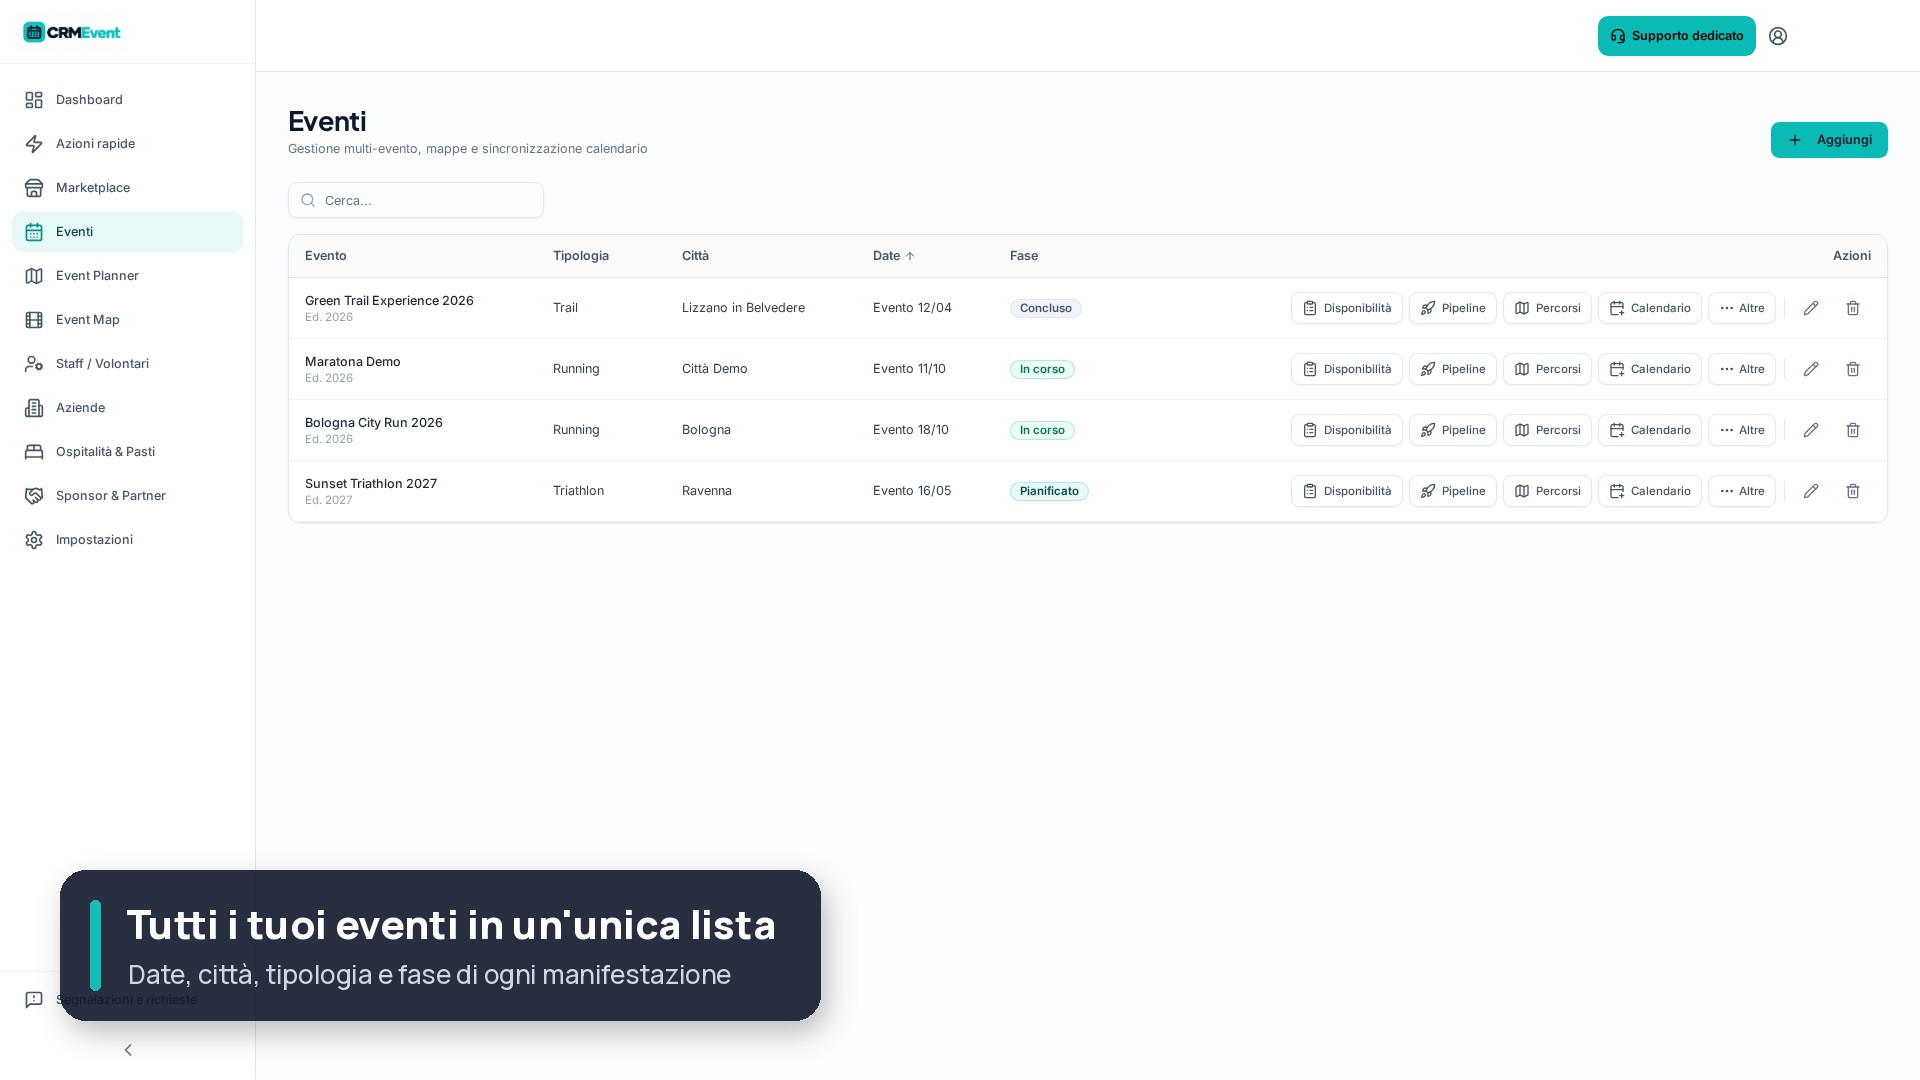 CRMEvent
Supporto dedicato
Dashboard
Azioni rapide
Marketplace
Eventi
Event Planner
Event Map
Staff / Volontari
Aziende
Ospitalità & Pasti
Sponsor & Partner
Impostazioni
Eventi
Gestione multi-evento, mappe e sincronizzazione calendario
Aggiungi
Cerca...
Evento Tipologia Città Date Fase Azioni
Green Trail Experience 2026 Trail Lizzano in Belvedere Evento 12/04 Concluso Disponibilità Pipeline Percorsi Calendario Altre
Ed. 2026
Maratona Demo Running Città Demo Evento 11/10 In corso Disponibilità Pipeline Percorsi Calendario Altre
Ed. 2026
Bologna City Run 2026 Running Bologna Evento 18/10 In corso Disponibilità Pipeline Percorsi Calendario Altre
Ed. 2026
Sunset Triathlon 2027 Triathlon Ravenna Evento 16/05 Pianificato Disponibilità Pipeline Percorsi Calendario Altre
Ed. 2027
Tutti i tuoi eventi in un'unica lista
Date, città, tipologia e fase di ogni manifestazione
Segnalazioni e richieste